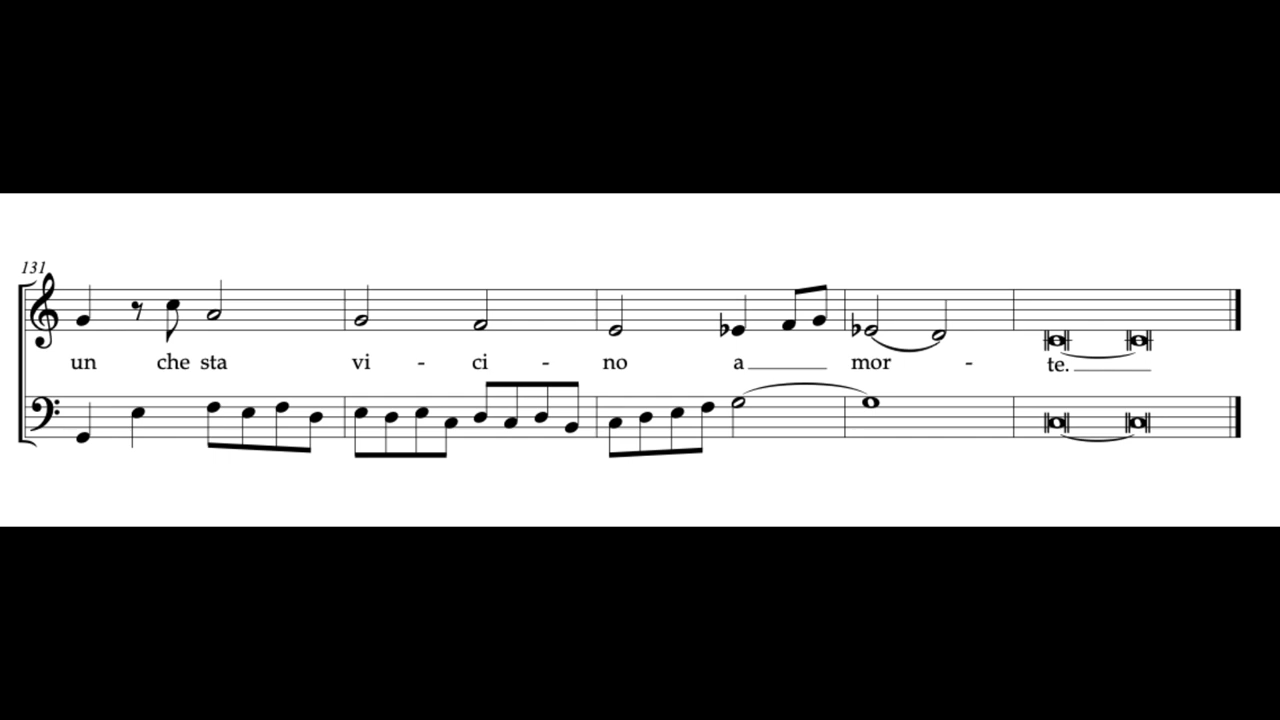 131
un che sta vi - ci - no a mor - te.